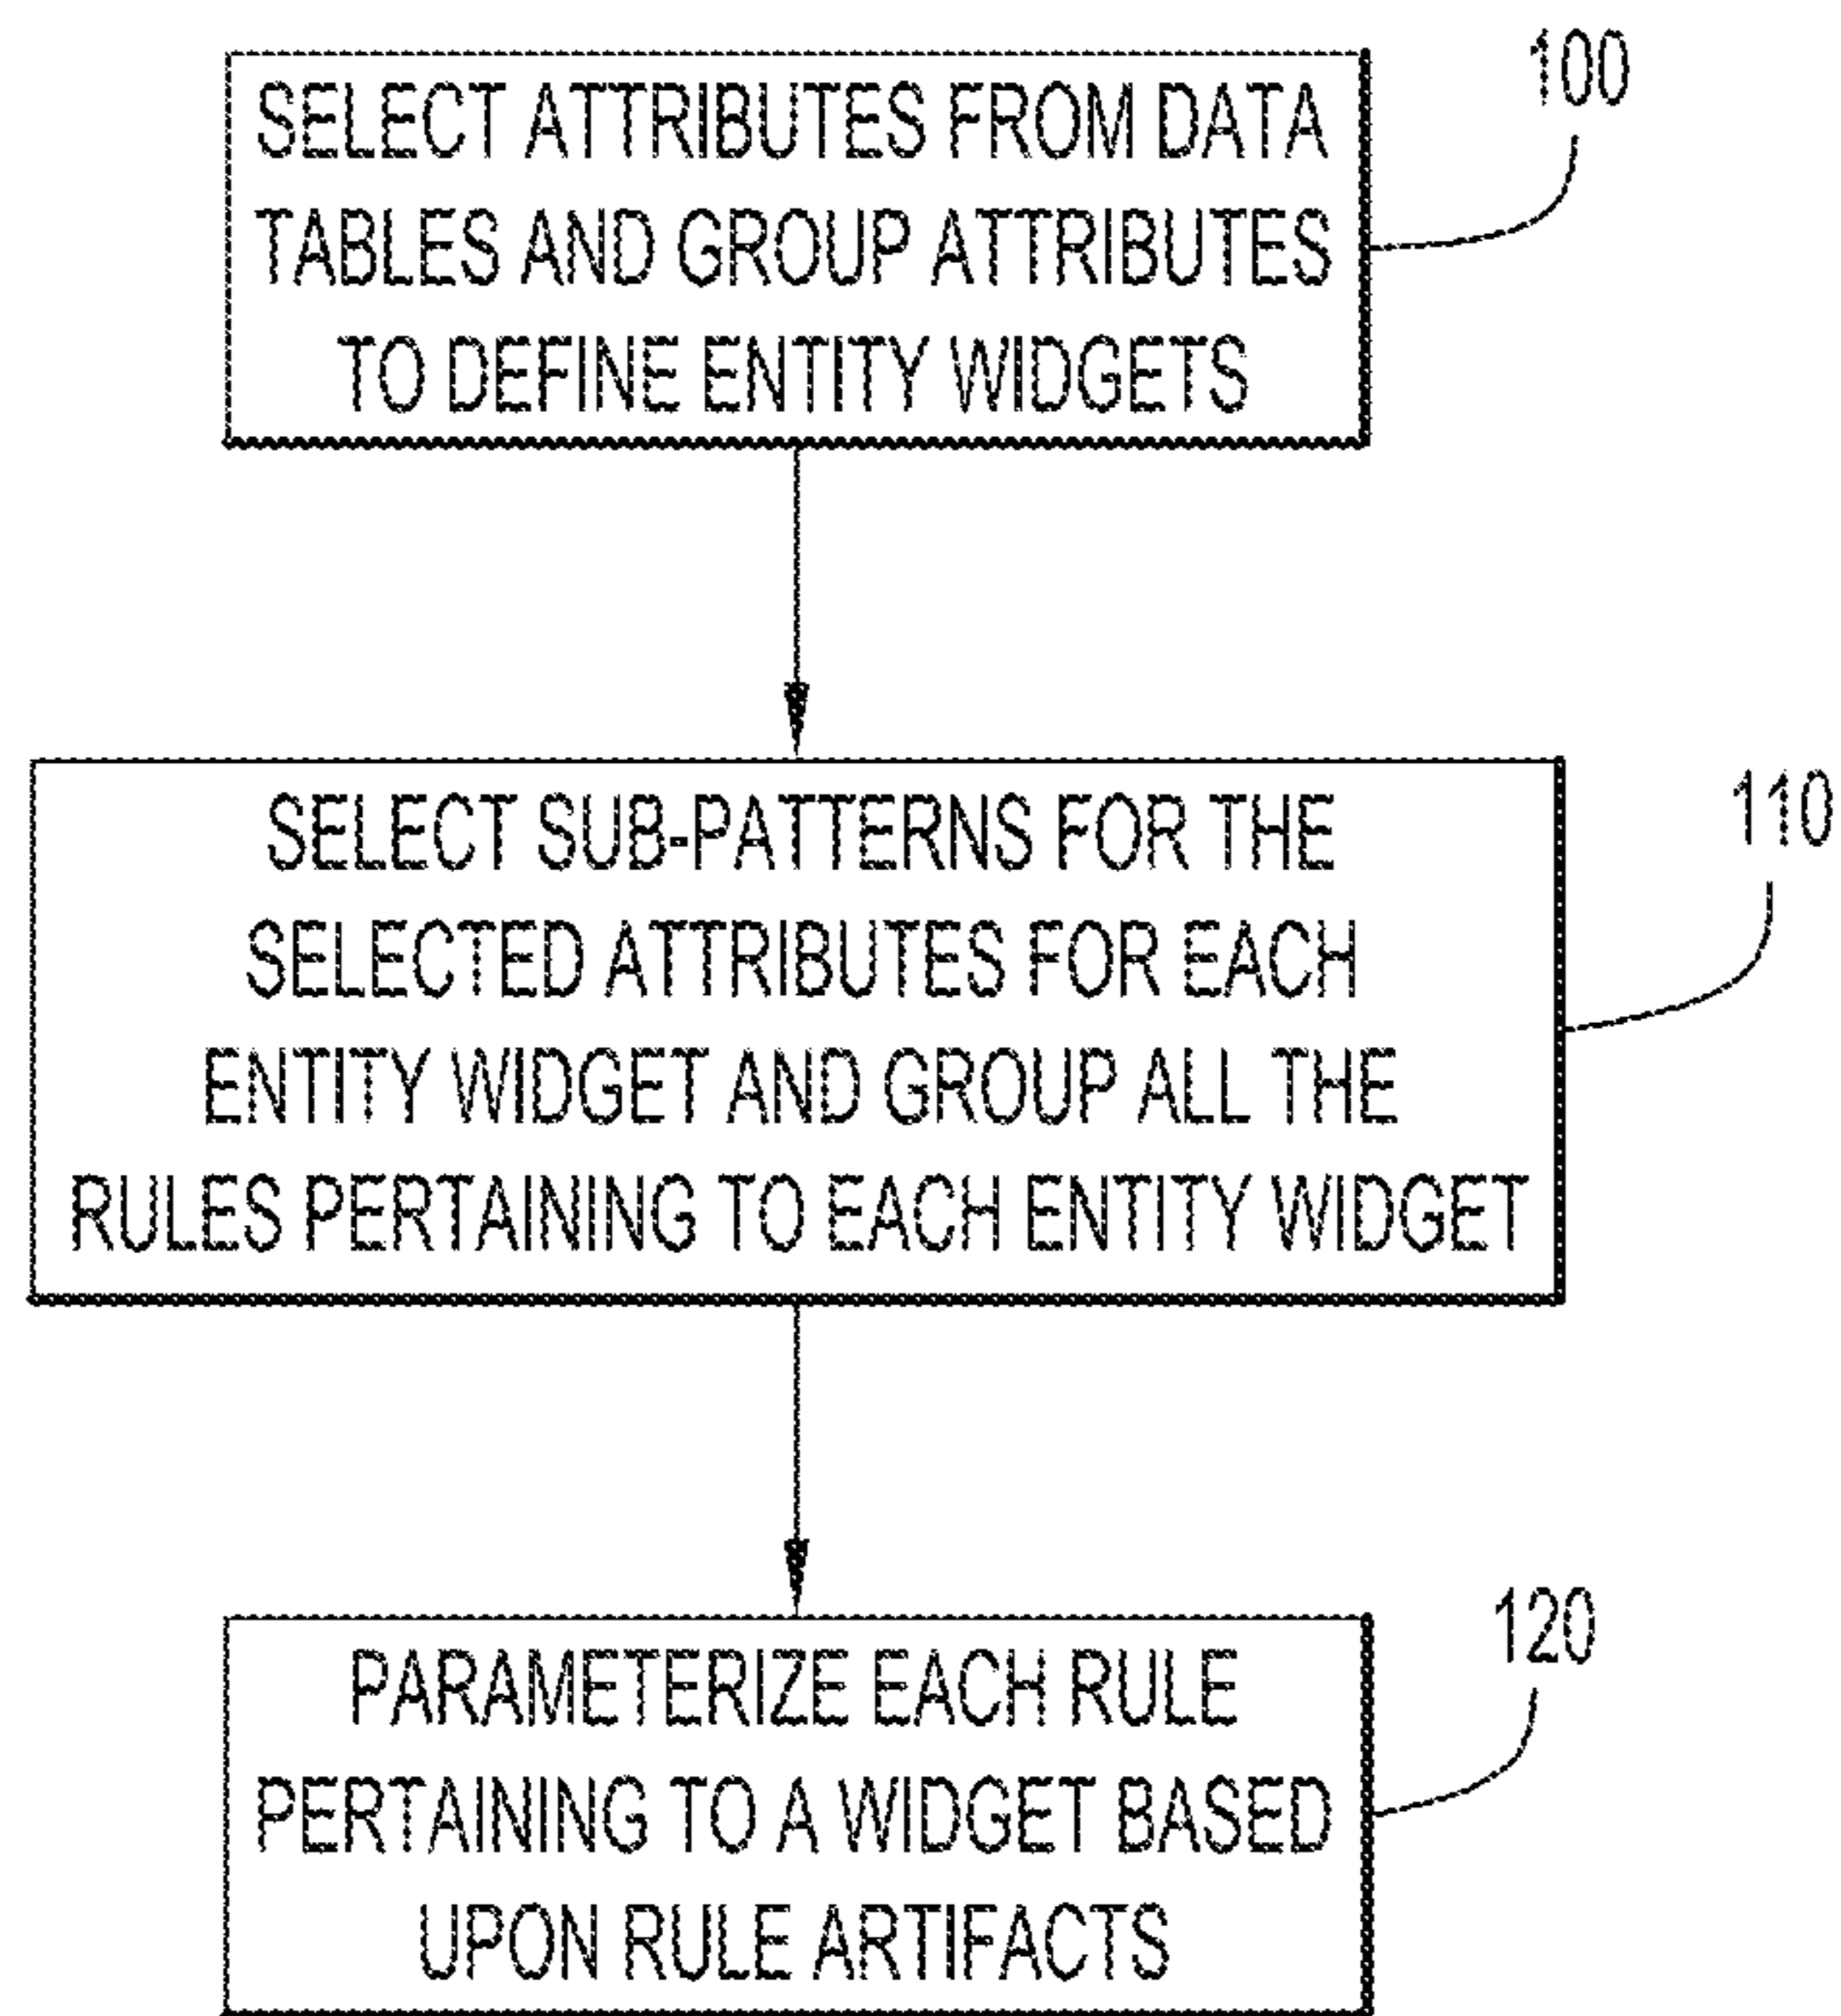 100
SELECT ATTRIBUTES FROM DATA
TABLES AND GROUP ATTRIBUTES
TO DEFINE ENTITY WIDGETS
110
SELECT SUB-PATTERNS FOR THE
SELECTED ATTRIBUTES FOR EACH
ENTITY WIDGET AND GROUP ALL THE
RULES PERTAINING TO EACH ENTITY WIDGET
120
PARAMETERIZE EACH RULE
PERTAINING TO A WIDGET BASED
UPON RULE ARTIFACTS